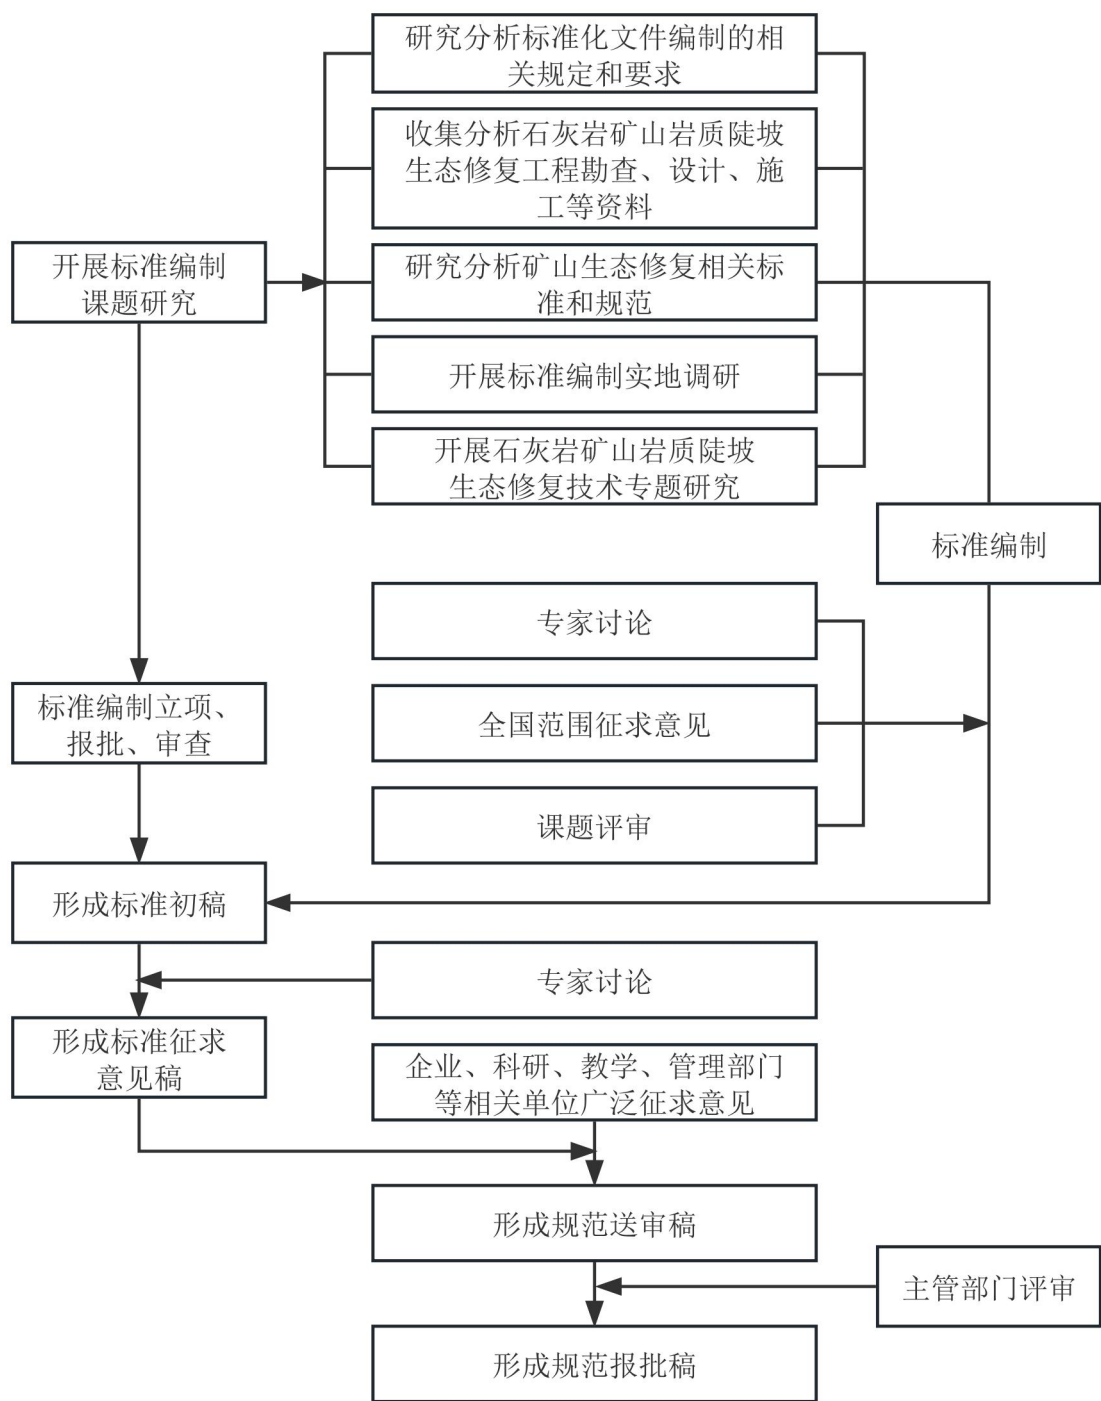 研究分析标准化文件编制的相
关规定和要求
收集分析石灰岩矿山岩质陡坡
生态修复工程勘查、设计、施
工等资料
开展标准编制
课题研究
研究分析矿山生态修复相关标
准和规范
开展标准编制实地调研
开展石灰岩矿山岩质陡坡
生态修复技术专题研究
标准编制
专家讨论
标准编制立项、
报批、审查
全国范围征求意见
课题评审
形成标准初稿
专家讨论
形成标准征求
意见稿
企业、科研、教学、管理部门
等相关单位广泛征求意见
形成规范送审稿
主管部门评审
形成规范报批稿